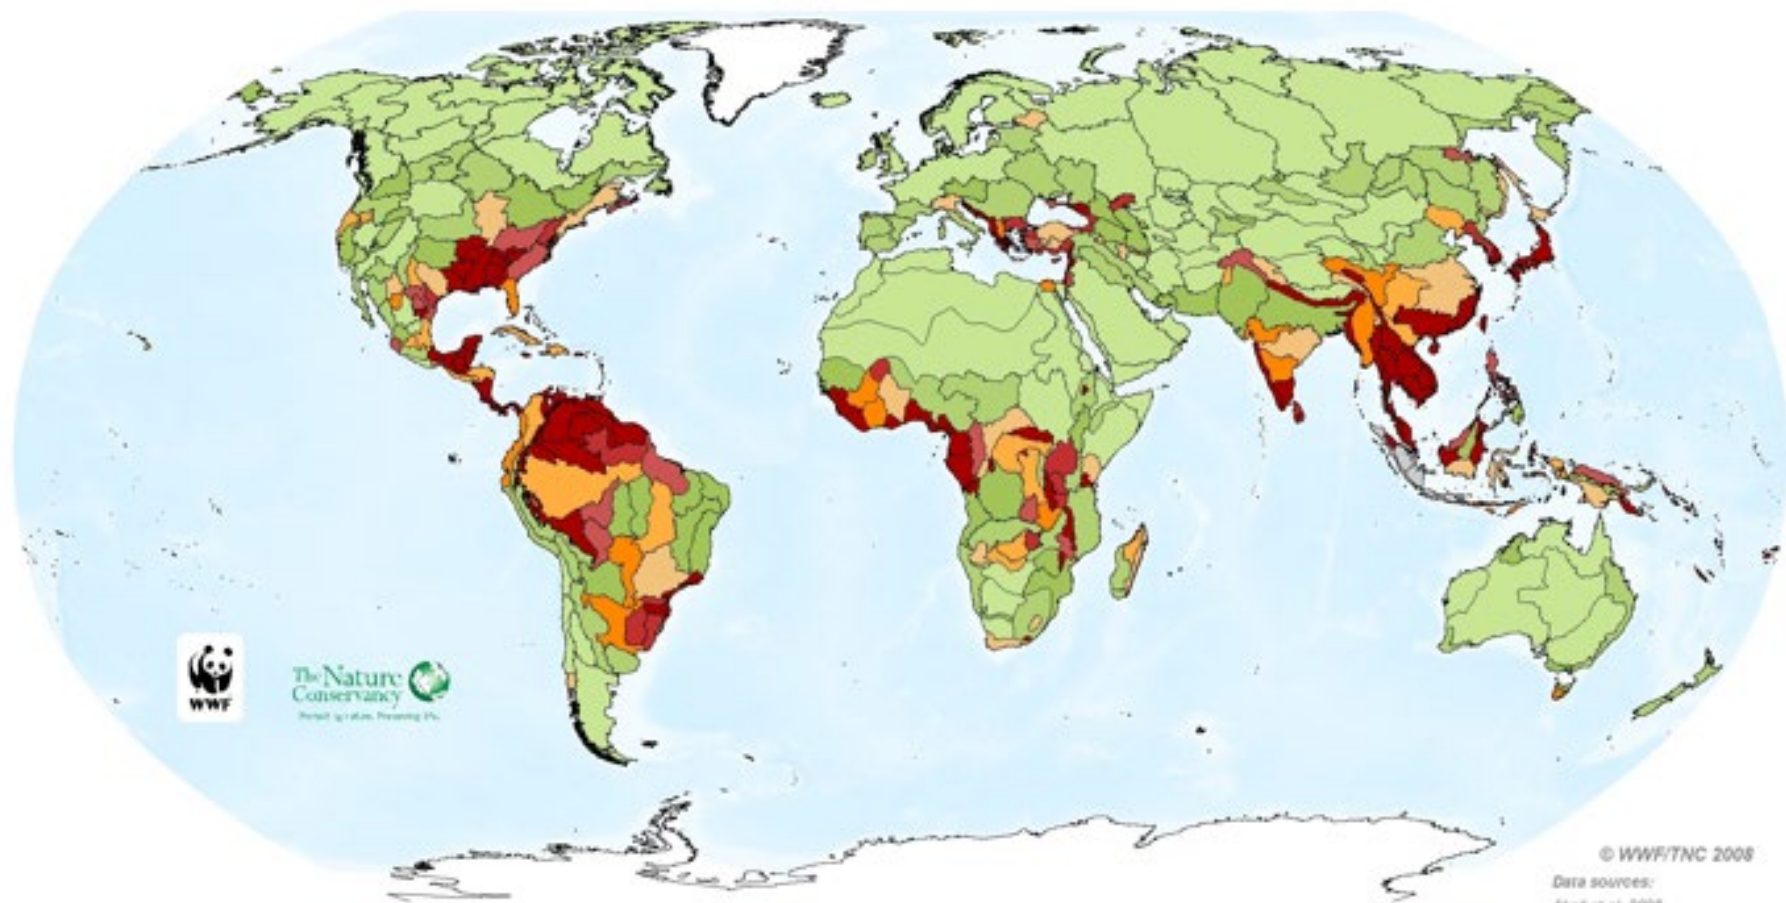 WWF
The Nature
Conservancy
© WWF/TNC 2008
Data sources: